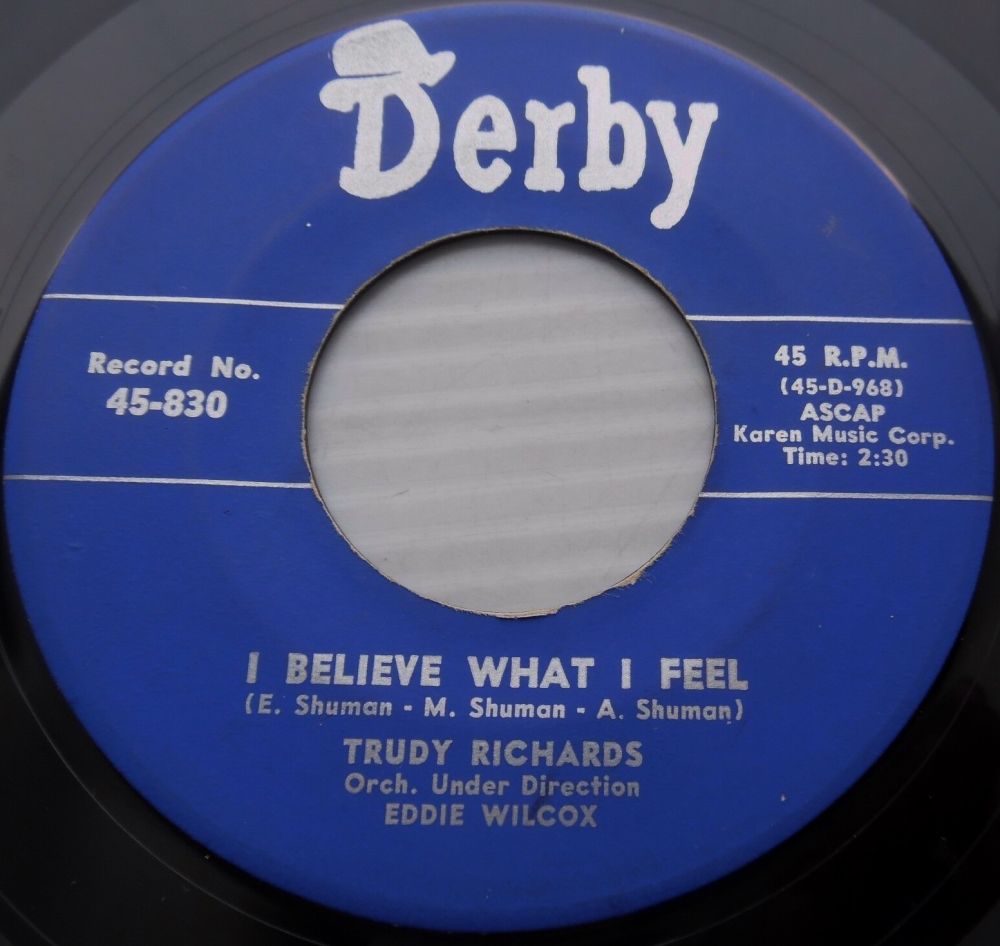 Derby
Record No.
45-830
45 R.P.M.
(45-D-968)
ASCAP
Karen Music Corp.
Time: 2:30
I BELIEVE WHAT I FEEL
(E. Shuman - M. Shuman - A. Shuman)
TRUDY RICHARDS
Orch. Under Direction
EDDIE WILCOX